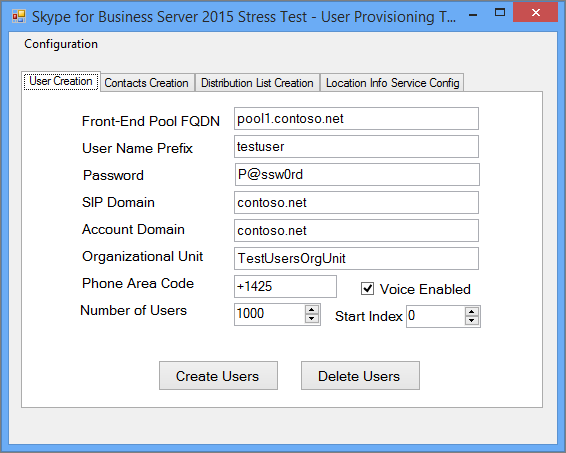 Skype for Business Server 2015 Stress Test - User Provisioning T...
Configuration
User Creation Contacts Creation Distribution List Creation Location Info Service Config
Front-End Pool FQDN pool1.contoso.net
User Name Prefix testuser
Password P@ssw0rd
SIP Domain contoso.net
Account Domain contoso.net
Organizational Unit TestUsersOrgUnit
Phone Area Code +1425 Voice Enabled
Number of Users 1000 Start Index 0
Create Users Delete Users